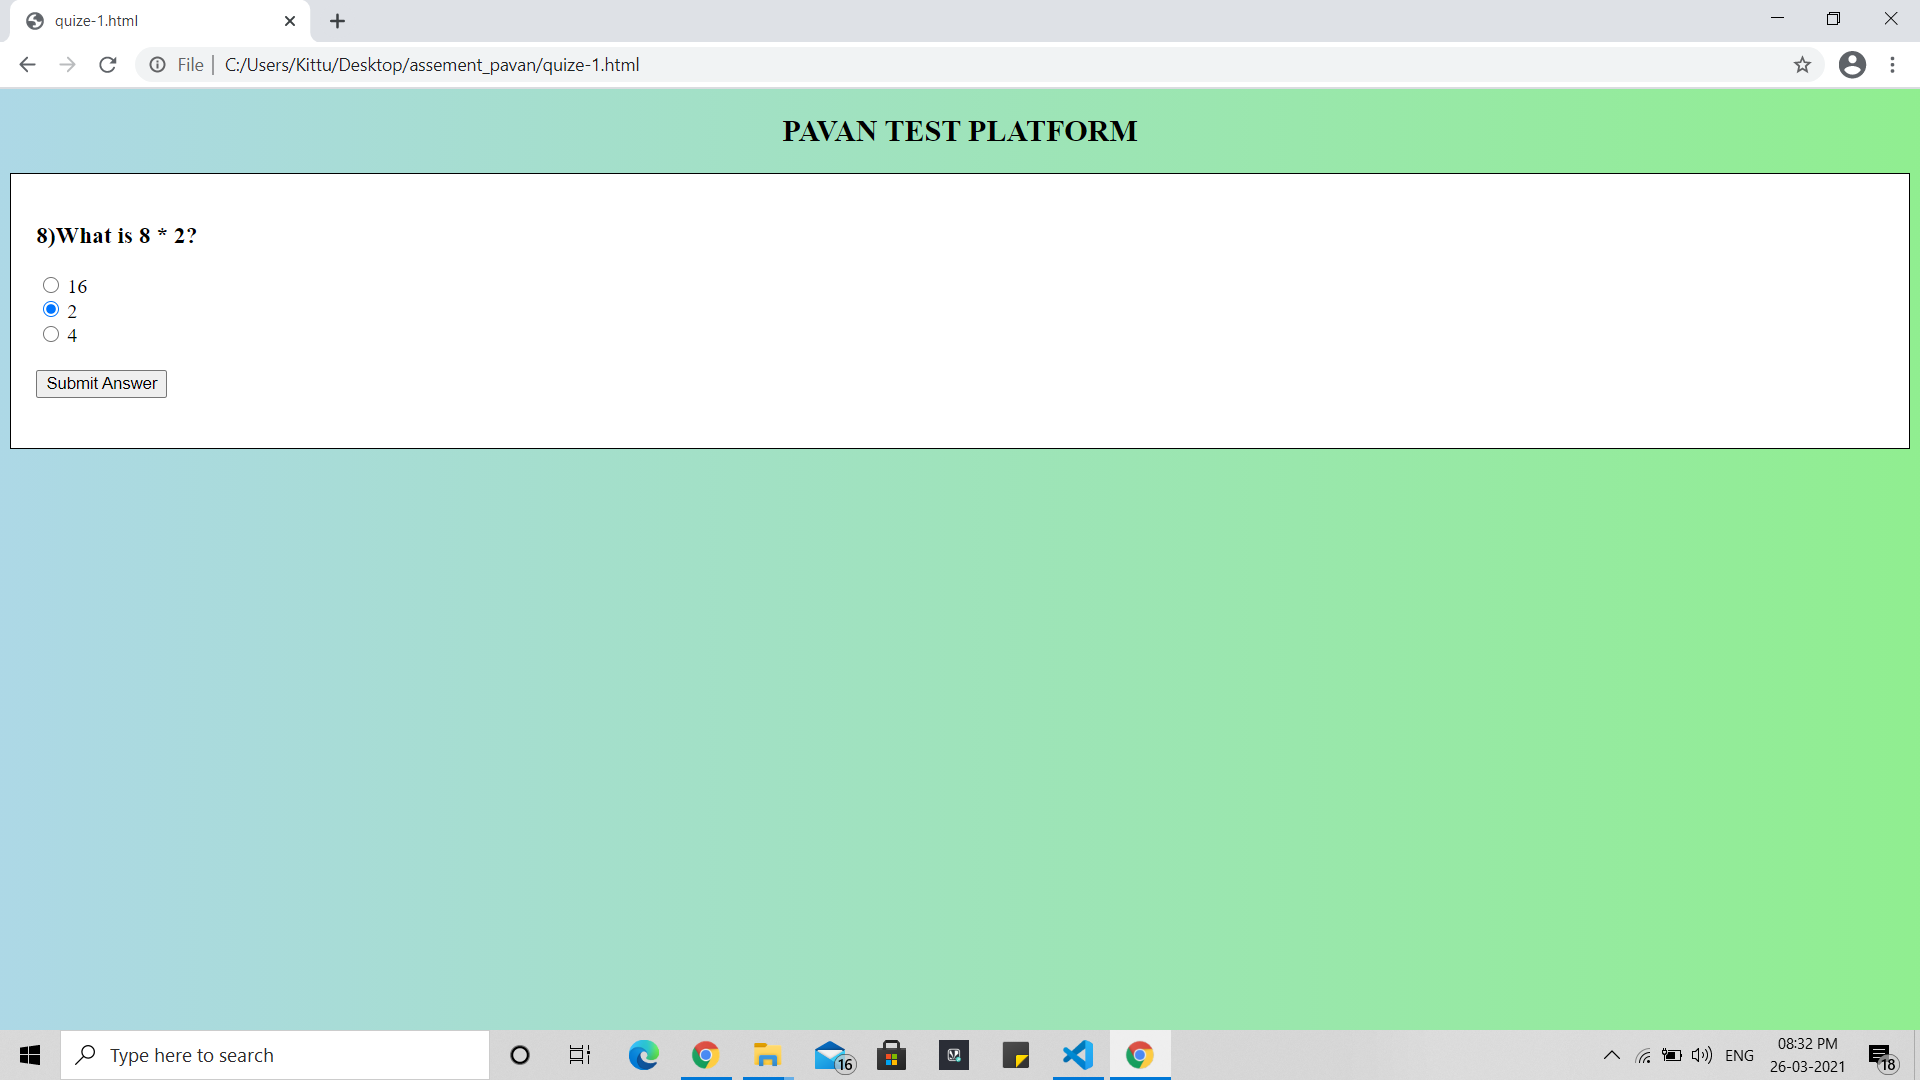 quize-1.html
File
C:/Users/Kittu/Desktop/assement_pavan/quize-1.html
PAVAN TEST PLATFORM
8)What is 8 * 2?
16
2
4
Submit Answer
Type here to search
16
ENG
08:32 PM
26-03-2021
18